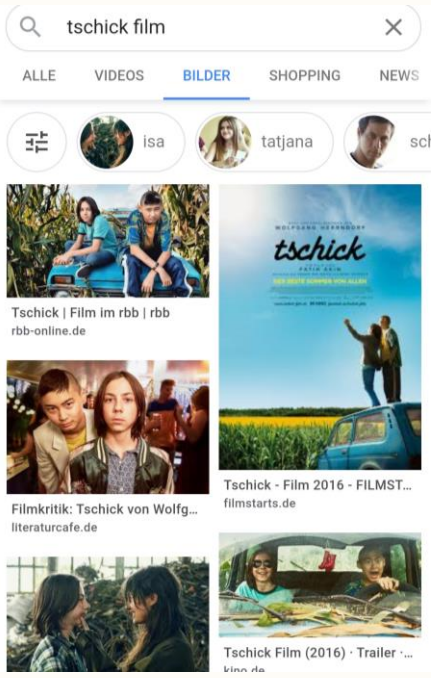 tschick film
ALLE VIDEOS BILDER SHOPPING NEWS
isa tatjana
WOLFGANG HERRNDORF
tschick
FATIH AKIN
Tschick | Film im rbb | rbb
rbb-online.de
Tschick - Film 2016 - FILMST...
filmstarts.de
Filmkritik: Tschick von Wolfg...
literaturcafe.de
Tschick Film (2016) · Trailer ·...
kino.de